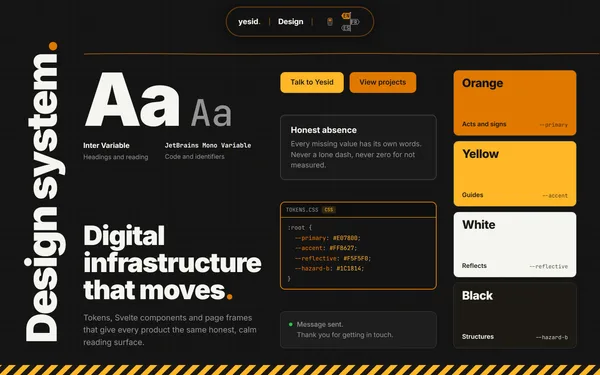 yesid.
Design
EN
ES
FR
Design system.
Aa
Aa
Inter Variable
Headings and reading
JetBrains Mono Variable
Code and identifiers
Digital
infrastructure
that moves.
Tokens, Svelte components and page frames
that give every product the same honest, calm
reading surface.
Talk to Yesid
View projects
Honest absence
Every missing value has its own words.
Never a lone dash, never zero for not
measured.
TOKENS.CSS
CSS
:root {
--primary: #E07800;
--accent: #FFB627;
--reflective: #F5F5F0;
--hazard-b: #1C1814;
}
Message sent.
Thank you for getting in touch.
Orange
Acts and signs
--primary
Yellow
Guides
--accent
White
Reflects
--reflective
Black
Structures
--hazard-b